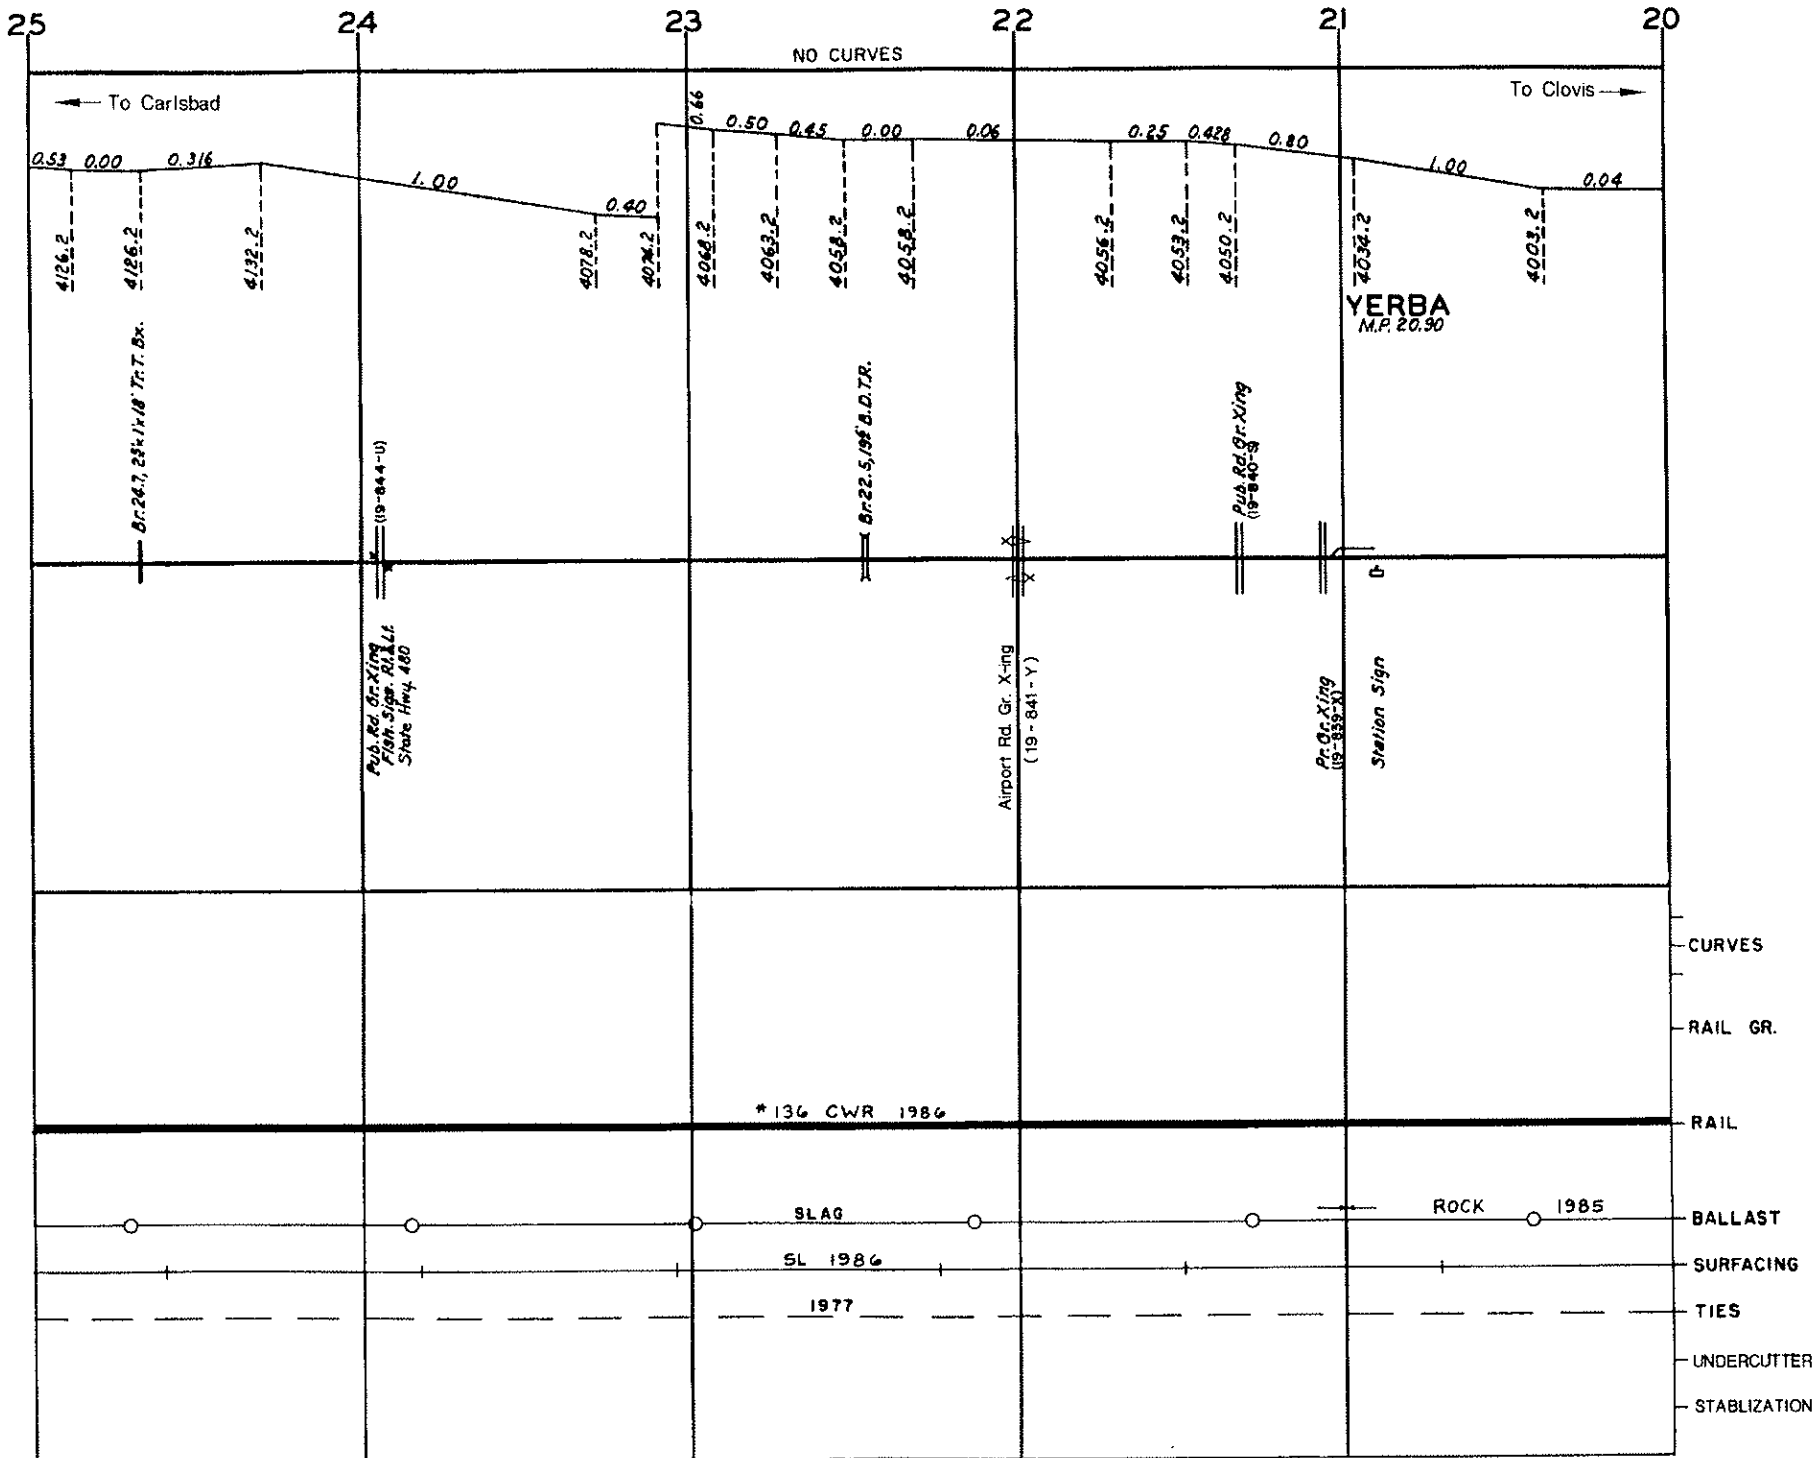 25 24 23 22 21 20
NO CURVES
To Carlsbad
To Clovis
0.53 0.00 0.316 1.00 0.40 0.66 0.50 0.45 0.00 0.06 0.25 0.428 0.80 1.00 0.04
4126.2 4126.2 4132.2 4078.2 4076.2 4068.2 4063.2 4058.2 4058.2 4056.2 4053.2 4050.2 4034.2 4003.2
YERBA
M.P. 20.90
Br. 24.7, Tr. T. Bx.
(19-844-U)
Br. 22.5, B.D.T.R.
Pub. Rd. Gr. Xing
(19-840-S)
Pub. Rd. Gr. Xing
Flsh. Sigs. Rt. & Lt.
State Hwy. 480
Airport Rd. Gr. X-ing
(19-841-Y)
Pr. Gr. Xing
(19-839-X)
Station Sign
CURVES
RAIL GR.
#136 CWR 1986
RAIL
SLAG
ROCK 1985
BALLAST
SL 1986
SURFACING
1977
TIES
UNDERCUTTER
STABLIZATION